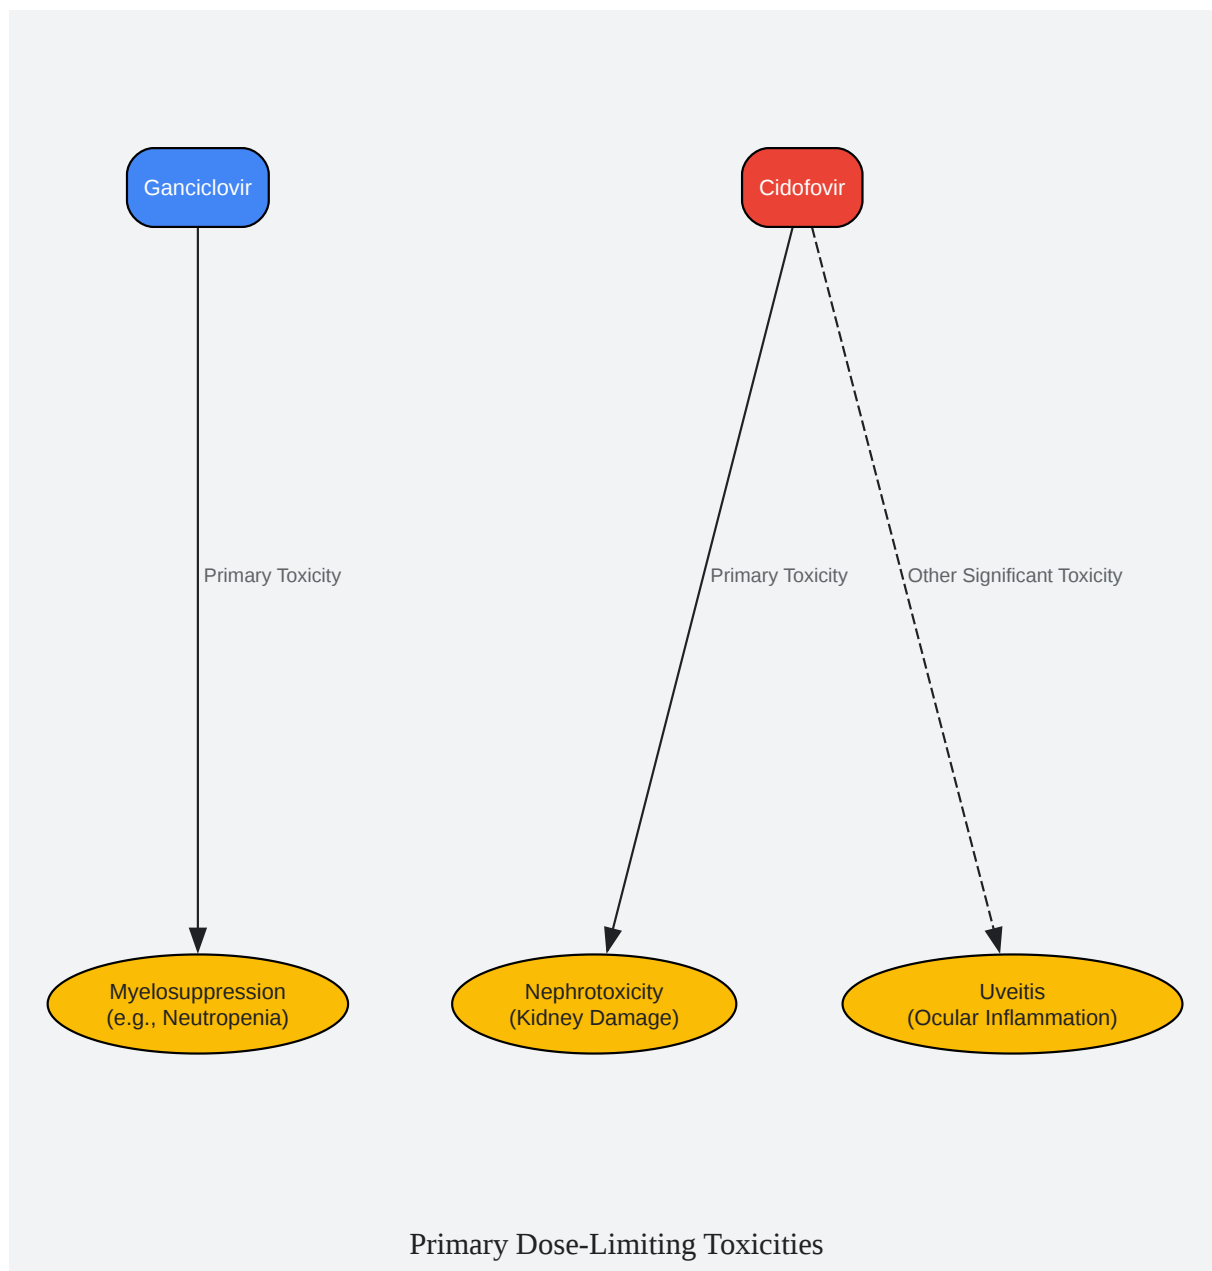 Ganciclovir
Cidofovir
Primary Toxicity
Primary Toxicity
Other Significant Toxicity
Myelosuppression
(e.g., Neutropenia)
Nephrotoxicity
(Kidney Damage)
Uveitis
(Ocular Inflammation)
Primary Dose-Limiting Toxicities